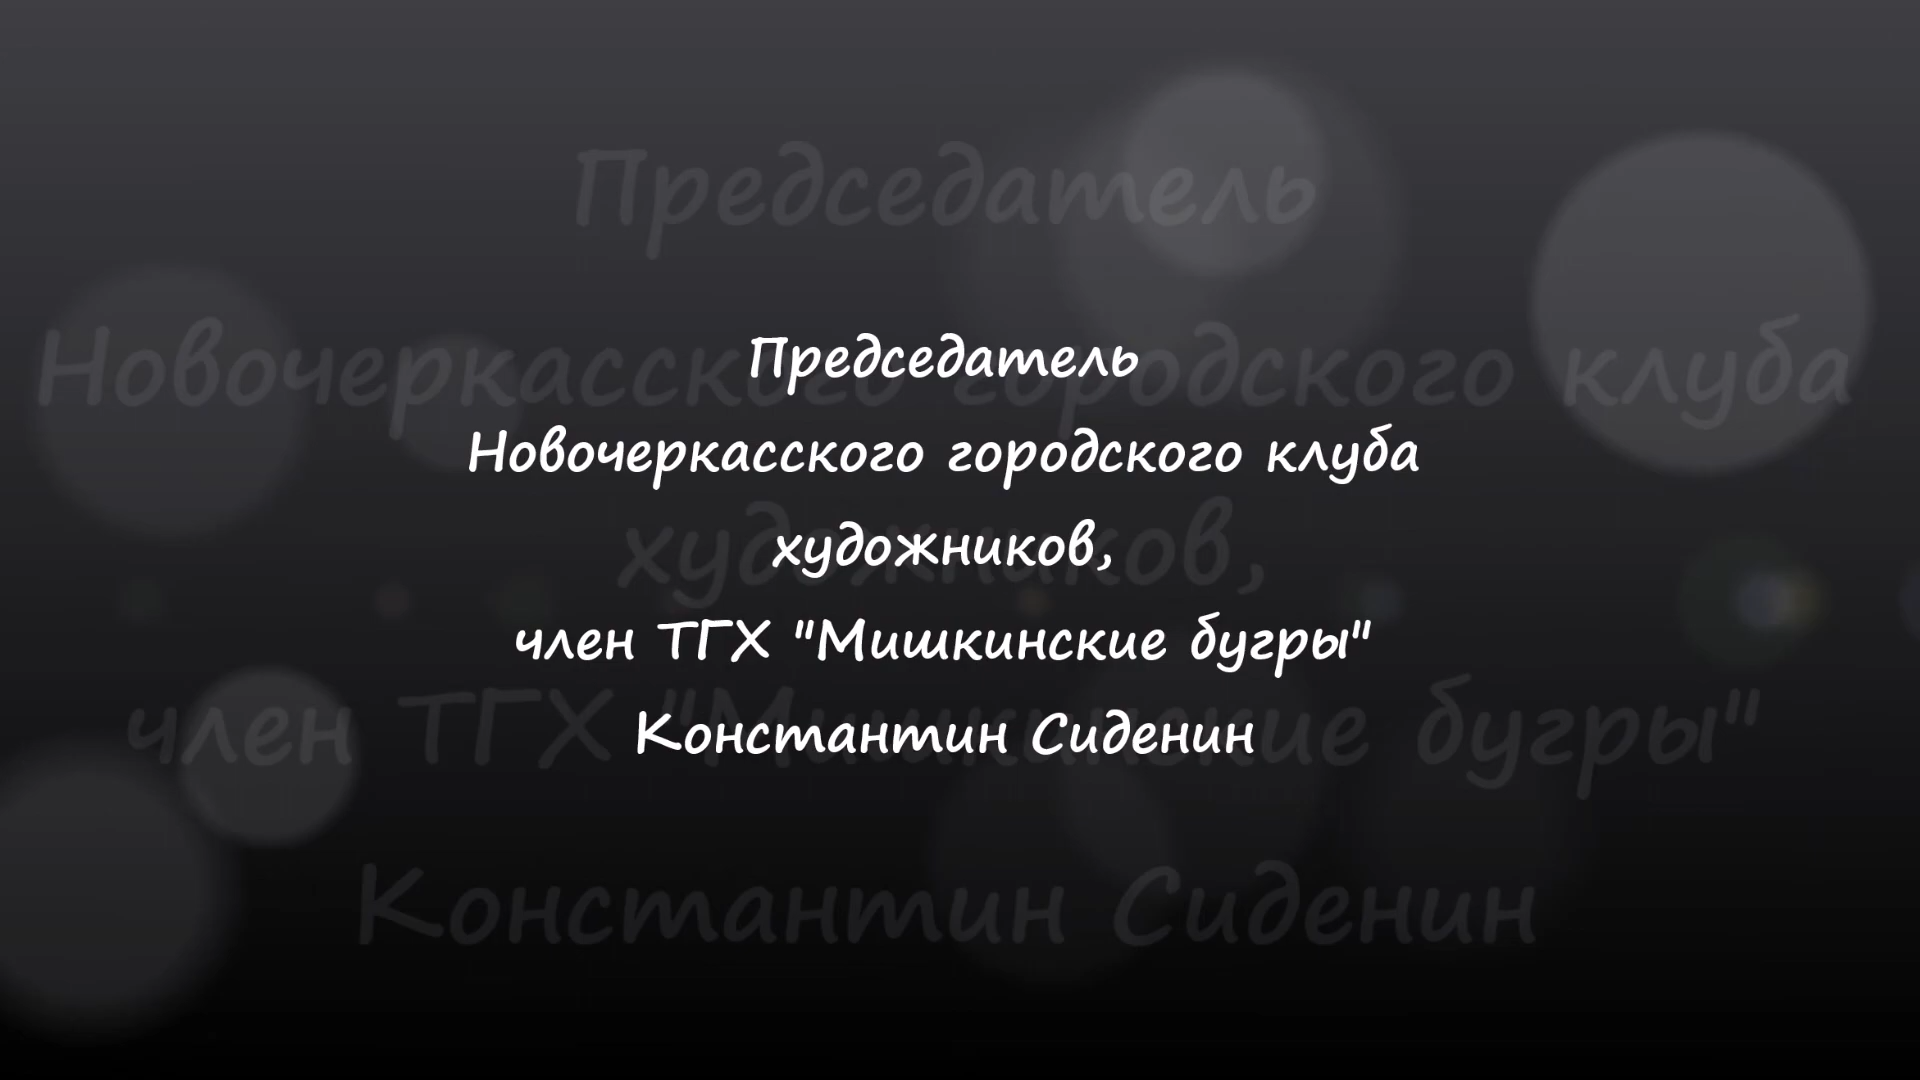 Председатель
Новочеркасского городского клуба
художников,
член ТГХ "Мишкинские бугры"
Константин Сиденин